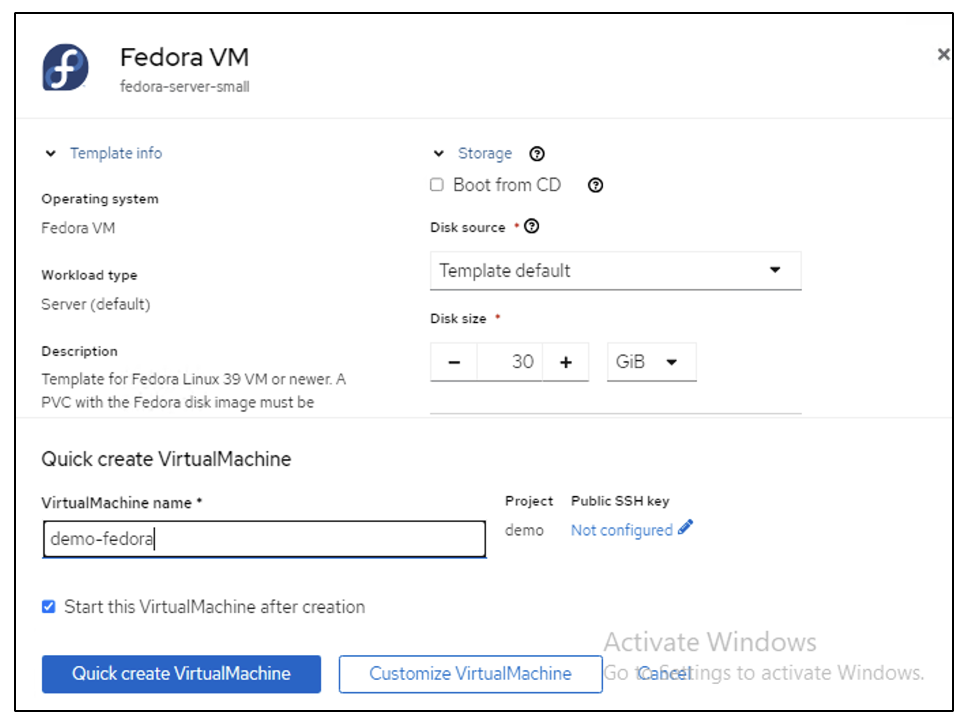 Fedora VM
fedora-server-small
Template info
Operating system
Fedora VM
Workload type
Server (default)
Description
Template for Fedora Linux 39 VM or newer. A
PVC with the Fedora disk image must be
Storage
Boot from CD
Disk source *
Template default
Disk size *
30 GiB
Quick create VirtualMachine
VirtualMachine name *
demo-fedora
Project
demo
Public SSH key
Not configured
Start this VirtualMachine after creation
Quick create VirtualMachine
Customize VirtualMachine
Cancel
Activate Windows
Go to Settings to activate Windows.